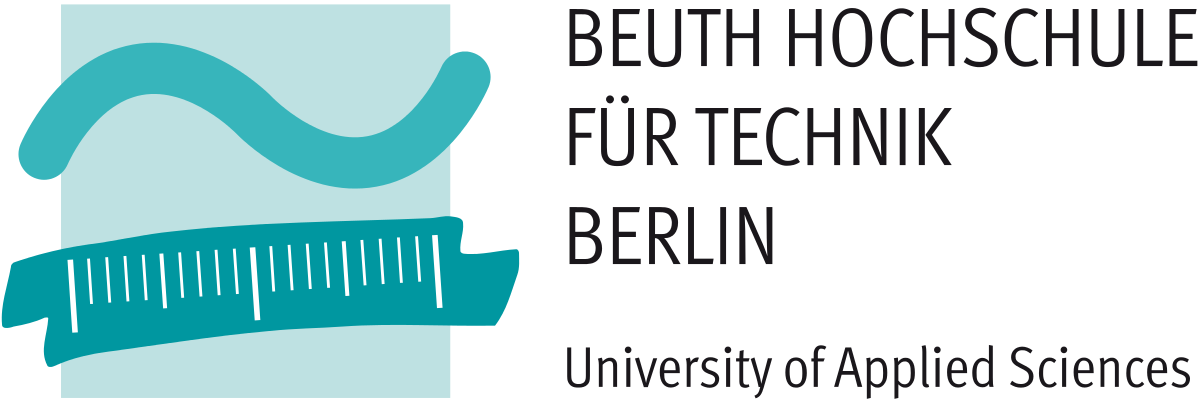 BEUTH HOCHSCHULE
FÜR TECHNIK
BERLIN
University of Applied Sciences